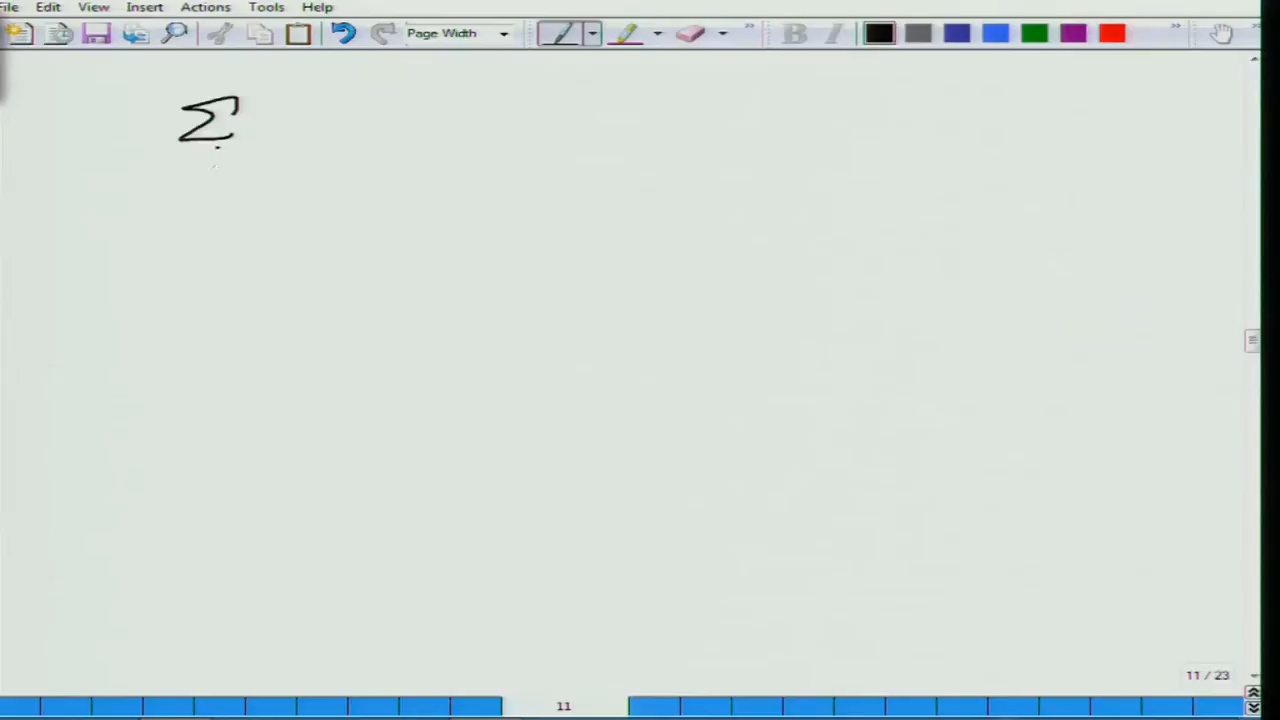 File Edit View Insert Actions Tools Help
Page Width B I
Σ
11 / 23
11